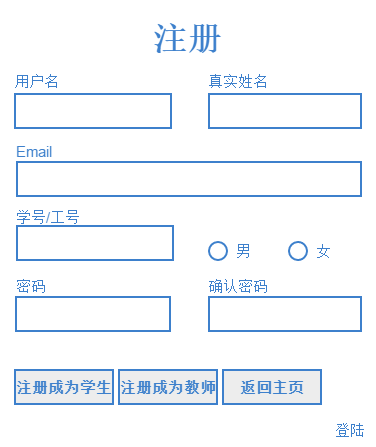 注册
用户名 真实姓名
Email
学号/工号
男 女
密码 确认密码
注册成为学生 注册成为教师 返回主页
登陆